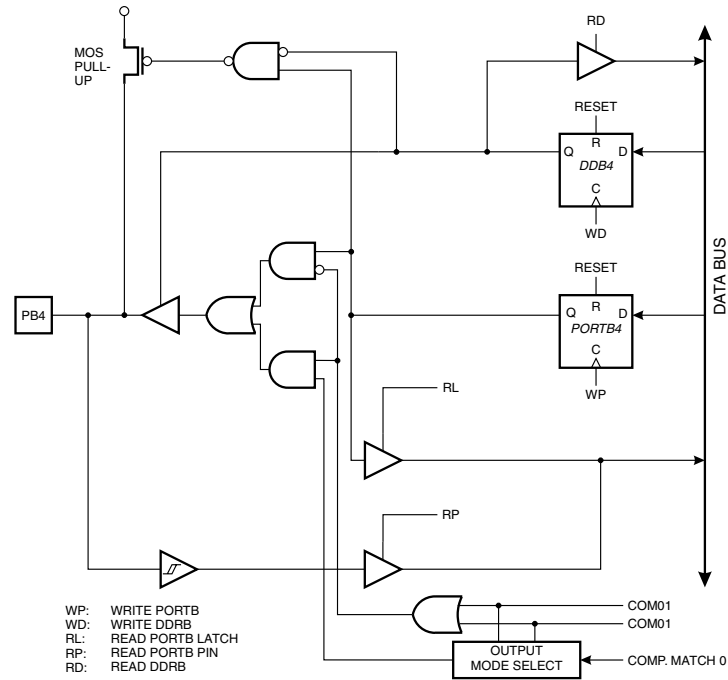 RD
MOS
PULL-
UP
RESET
R
Q
D
DDB4
C
WD
RESET
R
Q
D
PORTB4
C
WP
DATA BUS
PB4
RL
RP
WP: WRITE PORTB
WD: WRITE DDRB
RL: READ PORTB LATCH
RP: READ PORTB PIN
RD: READ DDRB
COM01
COM01
OUTPUT
MODE SELECT
COMP. MATCH 0